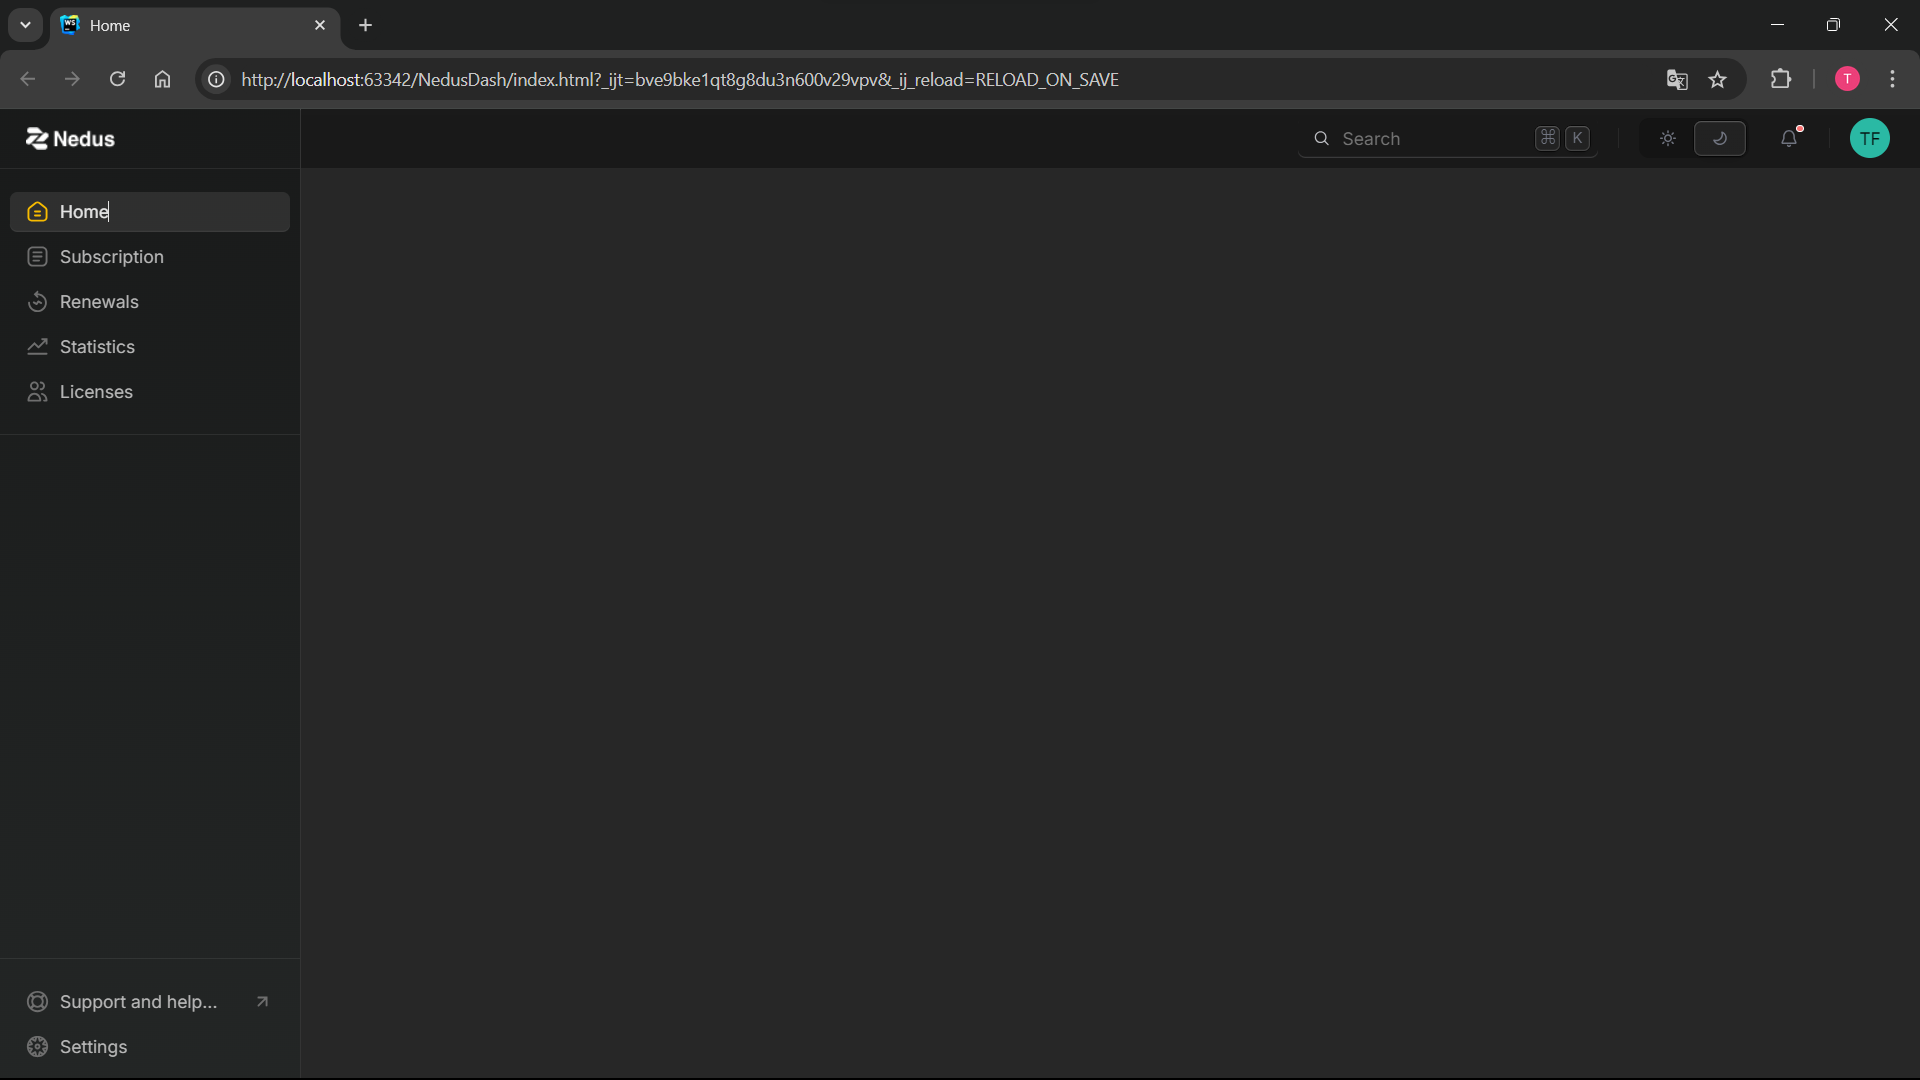 Home
http://localhost:63342/NedusDash/index.html?_ijt=bve9bke1qt8g8du3n600v29vpv&_ij_reload=RELOAD_ON_SAVE
T
Nedus
Search ⌘ K
TF
Home
Subscription
Renewals
Statistics
Licenses
Support and help...
Settings